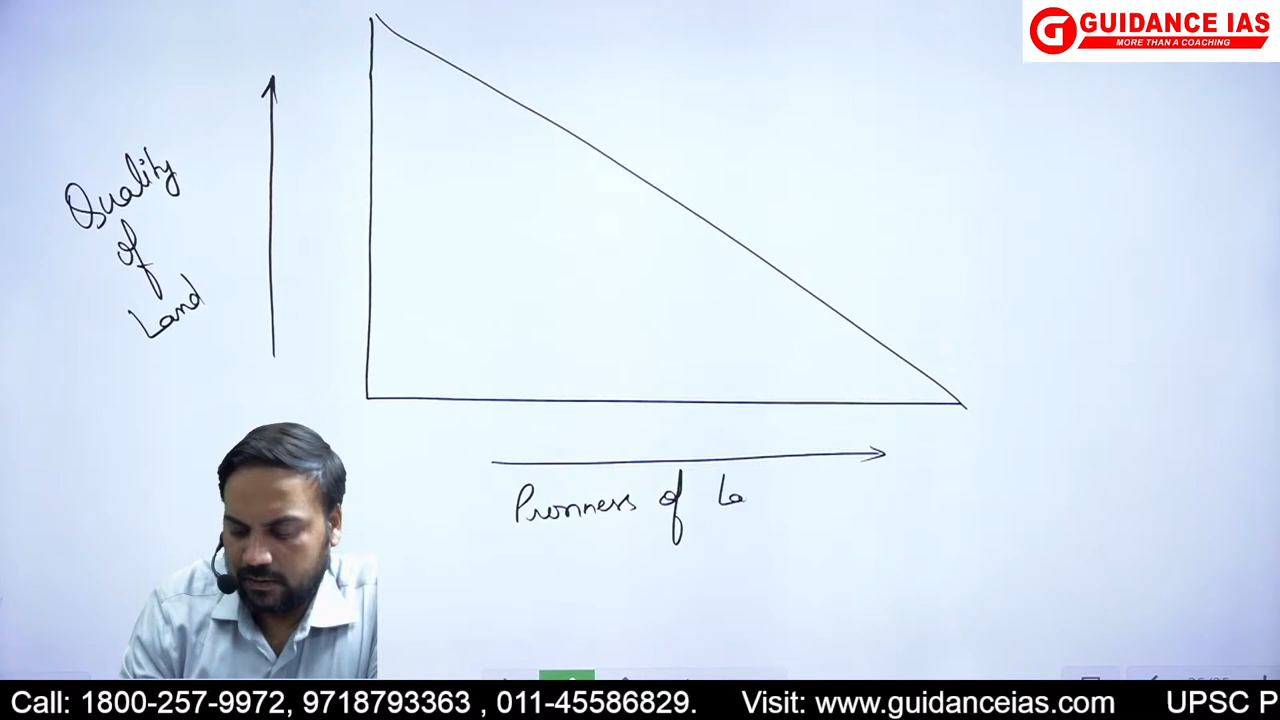 GUIDANCE IAS
MORE THAN A COACHING
Quality
of
Land
Pronness of La
Call: 1800-257-9972, 9718793363 , 011-45586829. Visit: www.guidanceias.com UPSC P